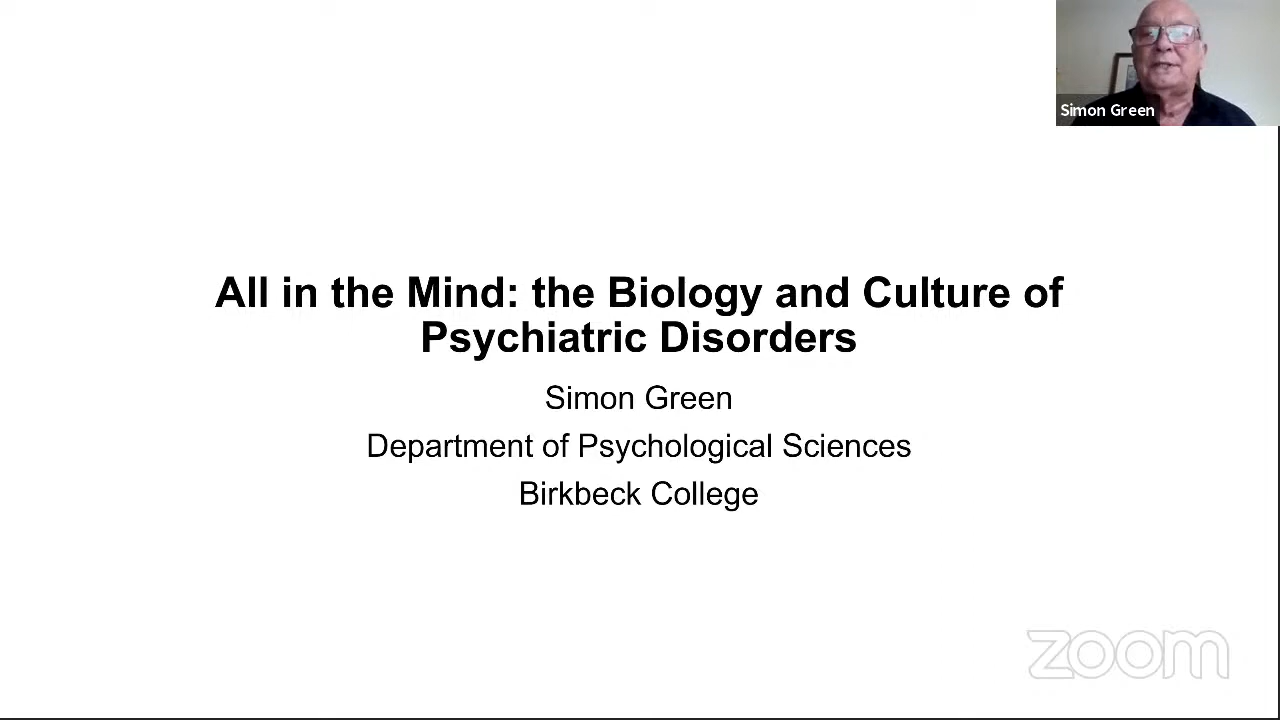 Simon Green
All in the Mind: the Biology and Culture of
Psychiatric Disorders
Simon Green
Department of Psychological Sciences
Birkbeck College
zoom